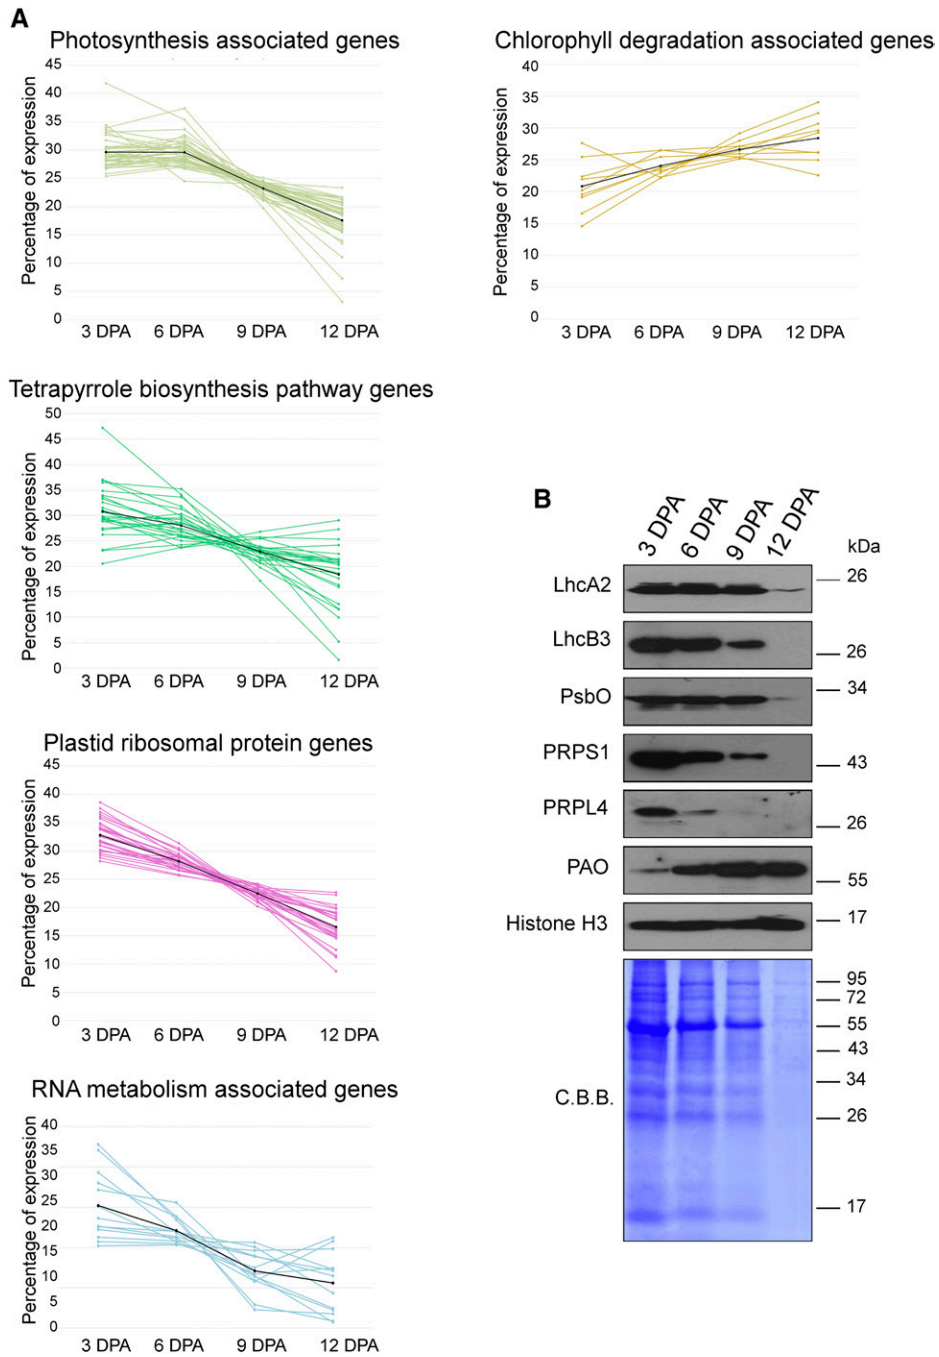 A
Photosynthesis associated genes
Percentage of expression
45
40
35
30
25
20
15
10
5
0
3 DPA 6 DPA 9 DPA 12 DPA
Chlorophyll degradation associated genes
Percentage of expression
40
35
30
25
20
15
10
5
0
3 DPA 6 DPA 9 DPA 12 DPA
Tetrapyrrole biosynthesis pathway genes
Percentage of expression
50
45
40
35
30
25
20
15
10
5
0
3 DPA 6 DPA 9 DPA 12 DPA
Plastid ribosomal protein genes
Percentage of expression
45
40
35
30
25
20
15
10
5
0
3 DPA 6 DPA 9 DPA 12 DPA
RNA metabolism associated genes
Percentage of expression
40
35
30
25
20
15
10
5
0
3 DPA 6 DPA 9 DPA 12 DPA
B
3 DPA 6 DPA 9 DPA 12 DPA
kDa
LhcA2 26
LhcB3 26
PsbO 34
PRPS1 43
PRPL4 26
PAO 55
Histone H3 17
C.B.B.
95
72
55
43
34
26
17